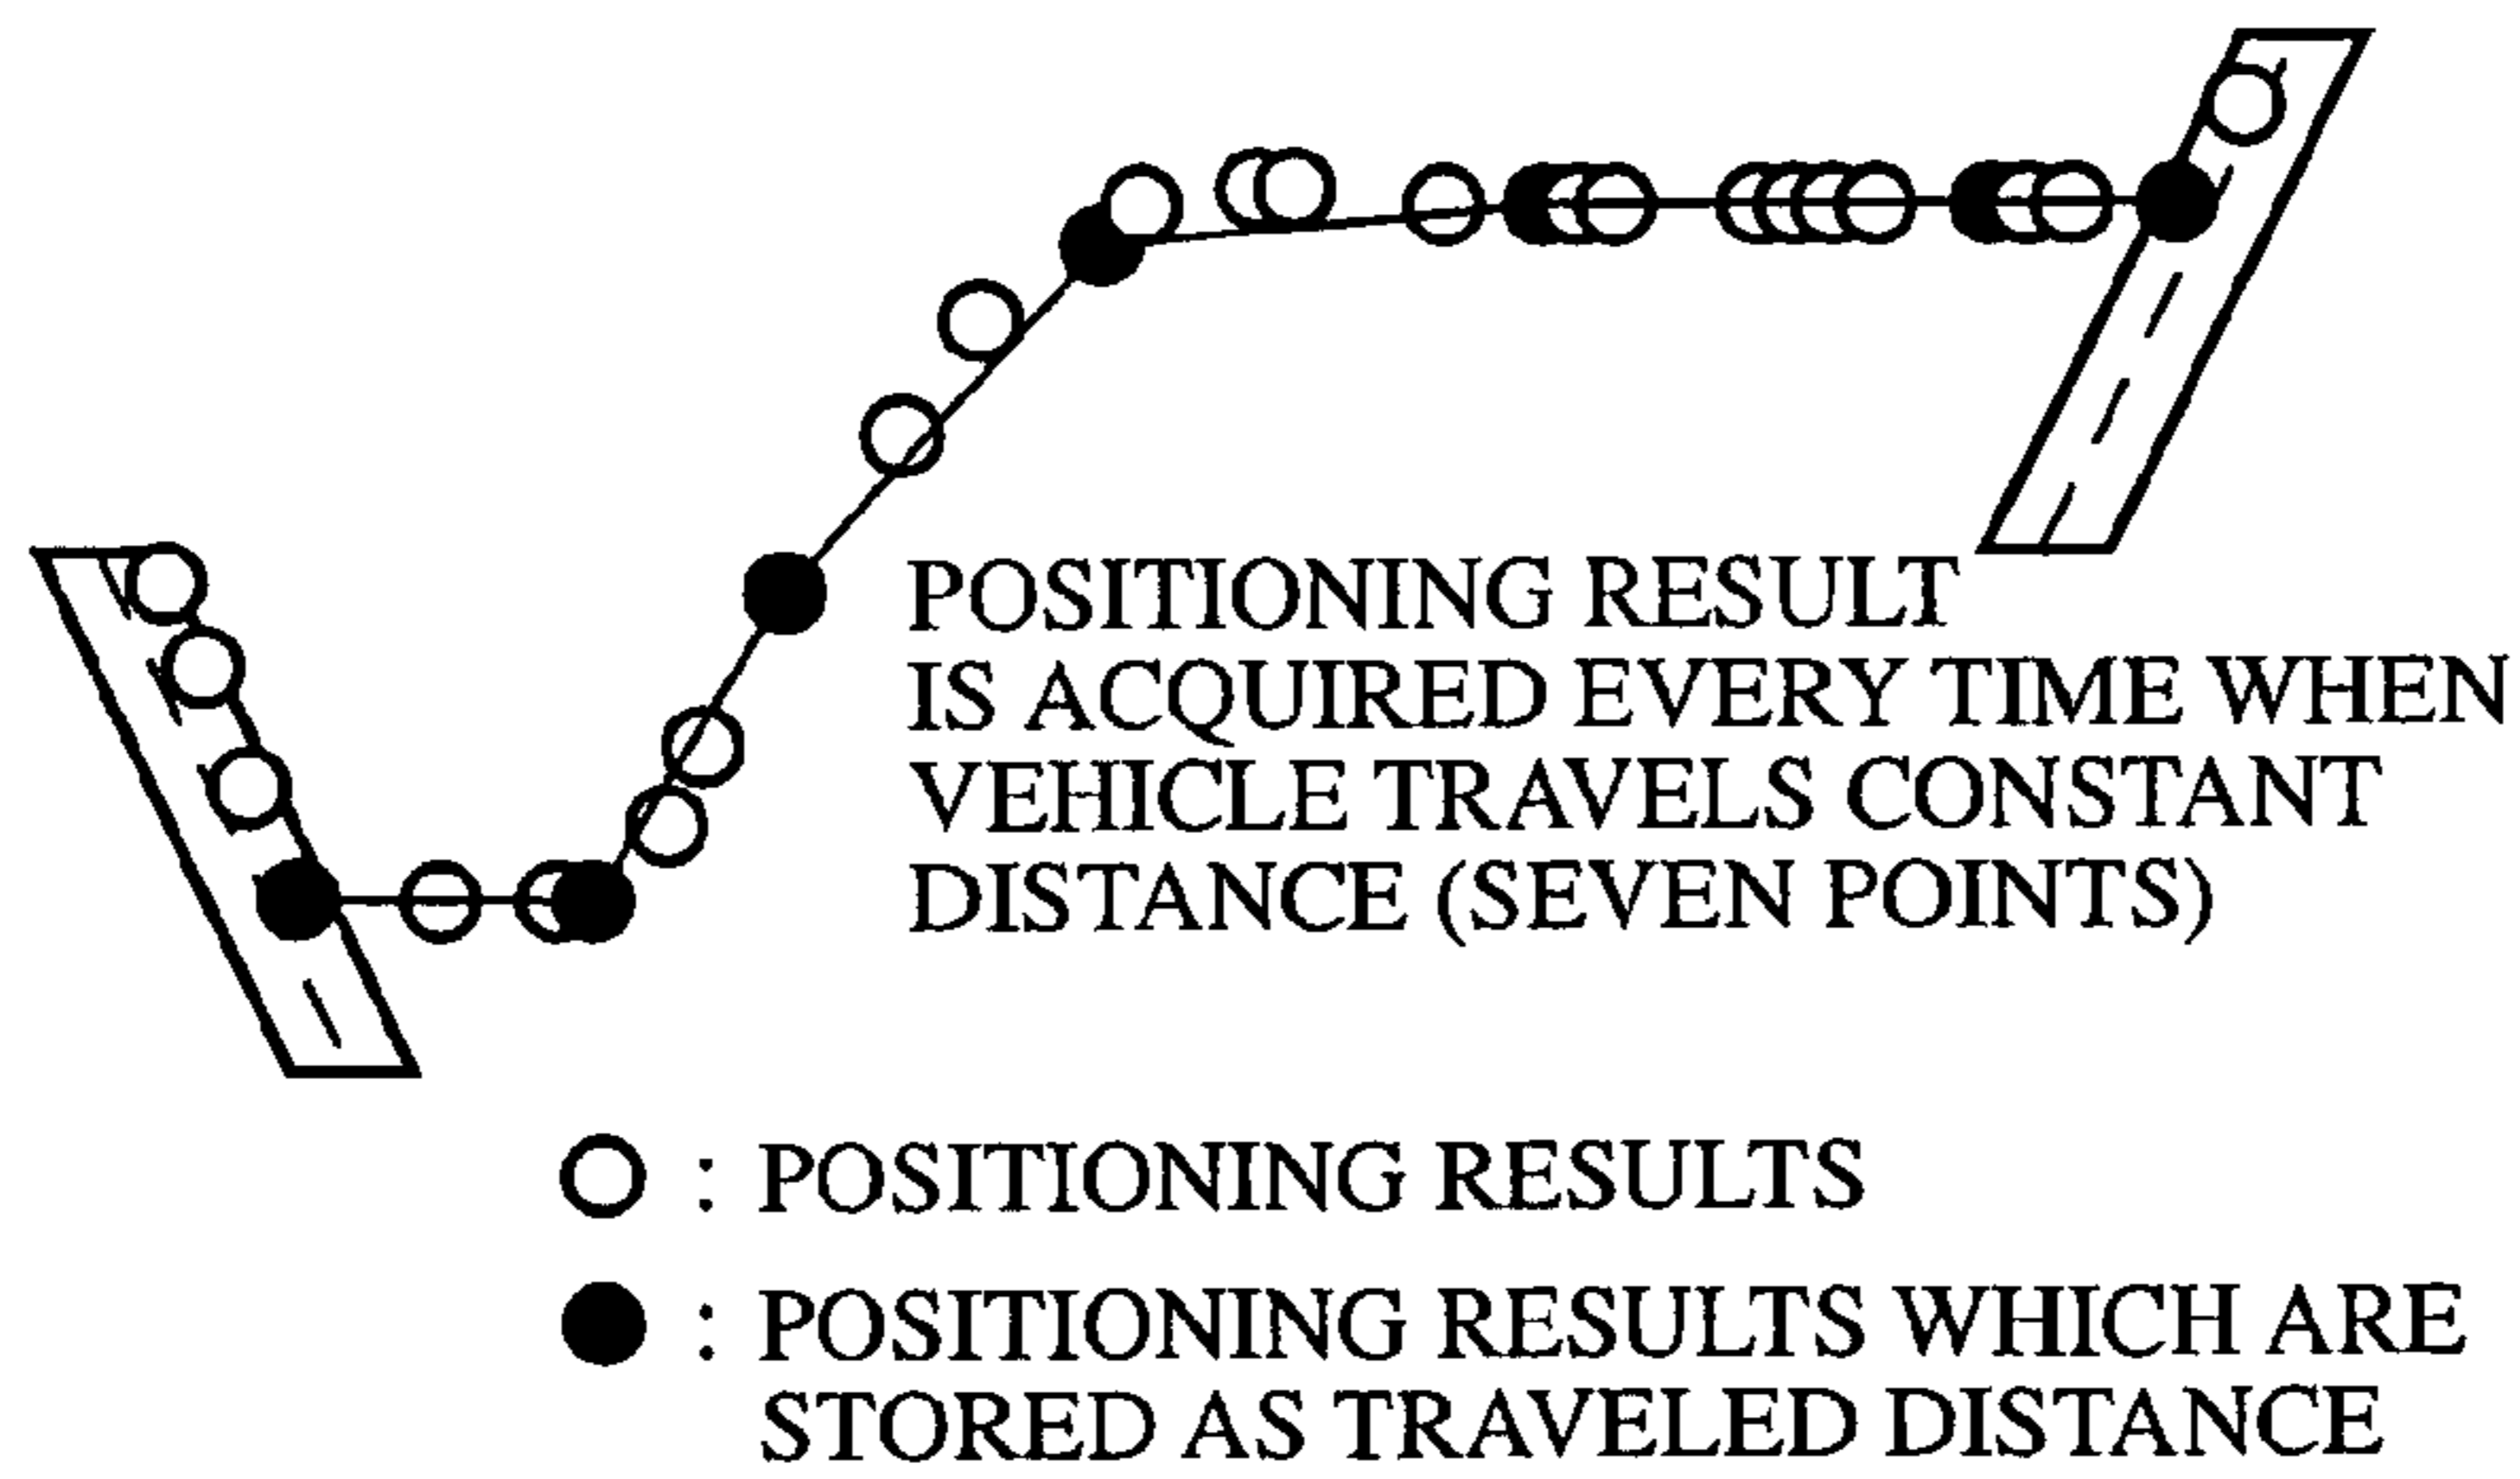 POSITIONING RESULT
IS ACQUIRED EVERY TIME WHEN
VEHICLE TRAVELS CONSTANT
DISTANCE (SEVEN POINTS)
: POSITIONING RESULTS
: POSITIONING RESULTS WHICH ARE
STORED AS TRAVELED DISTANCE